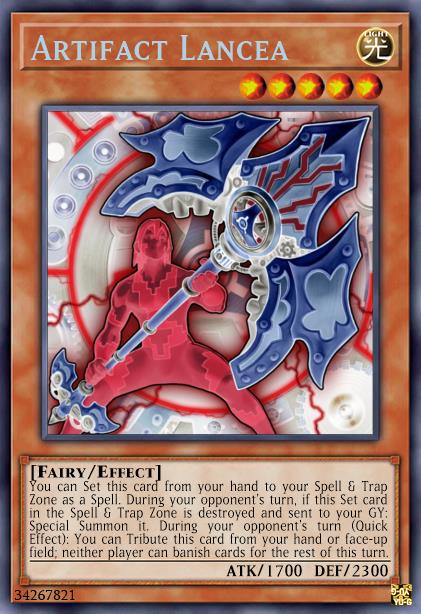 Artifact Lancea
LIGHT
光
[Fairy/Effect]
You can Set this card from your hand to your Spell & Trap
Zone as a Spell. During your opponent's turn, if this Set card
in the Spell & Trap Zone is destroyed and sent to your GY:
Special Summon it. During your opponent's turn (Quick
Effect): You can Tribute this card from your hand or face-up
field; neither player can banish cards for the rest of this turn.
ATK/1700 DEF/2300
34267821